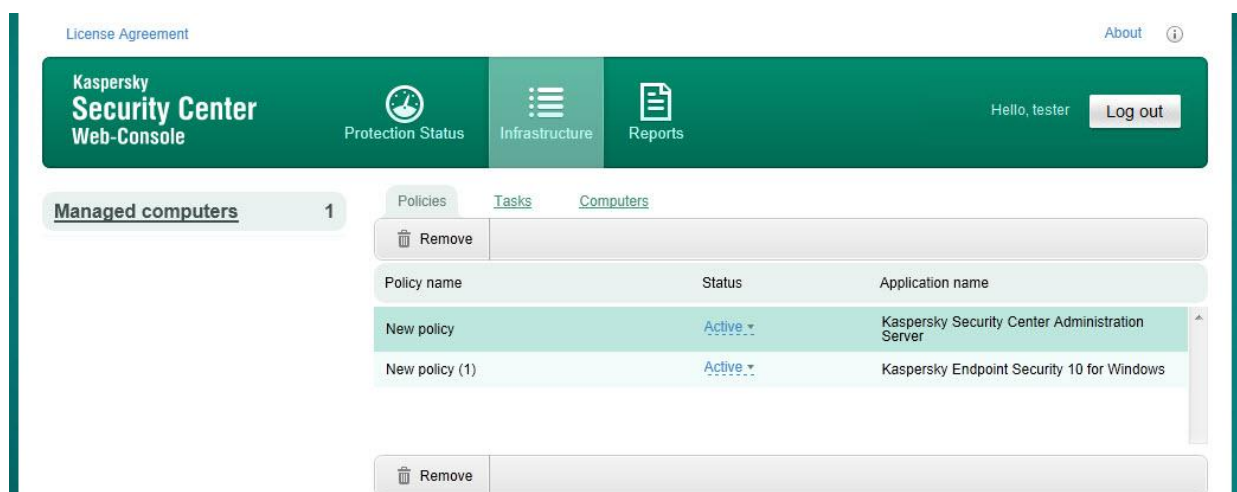 License Agreement
About
Kaspersky
Security Center
Web-Console
Protection Status
Infrastructure
Reports
Hello, tester
Log out
Managed computers 1
Policies Tasks Computers
Remove
Policy name Status Application name
New policy Active Kaspersky Security Center Administration
Server
New policy (1) Active Kaspersky Endpoint Security 10 for Windows
Remove